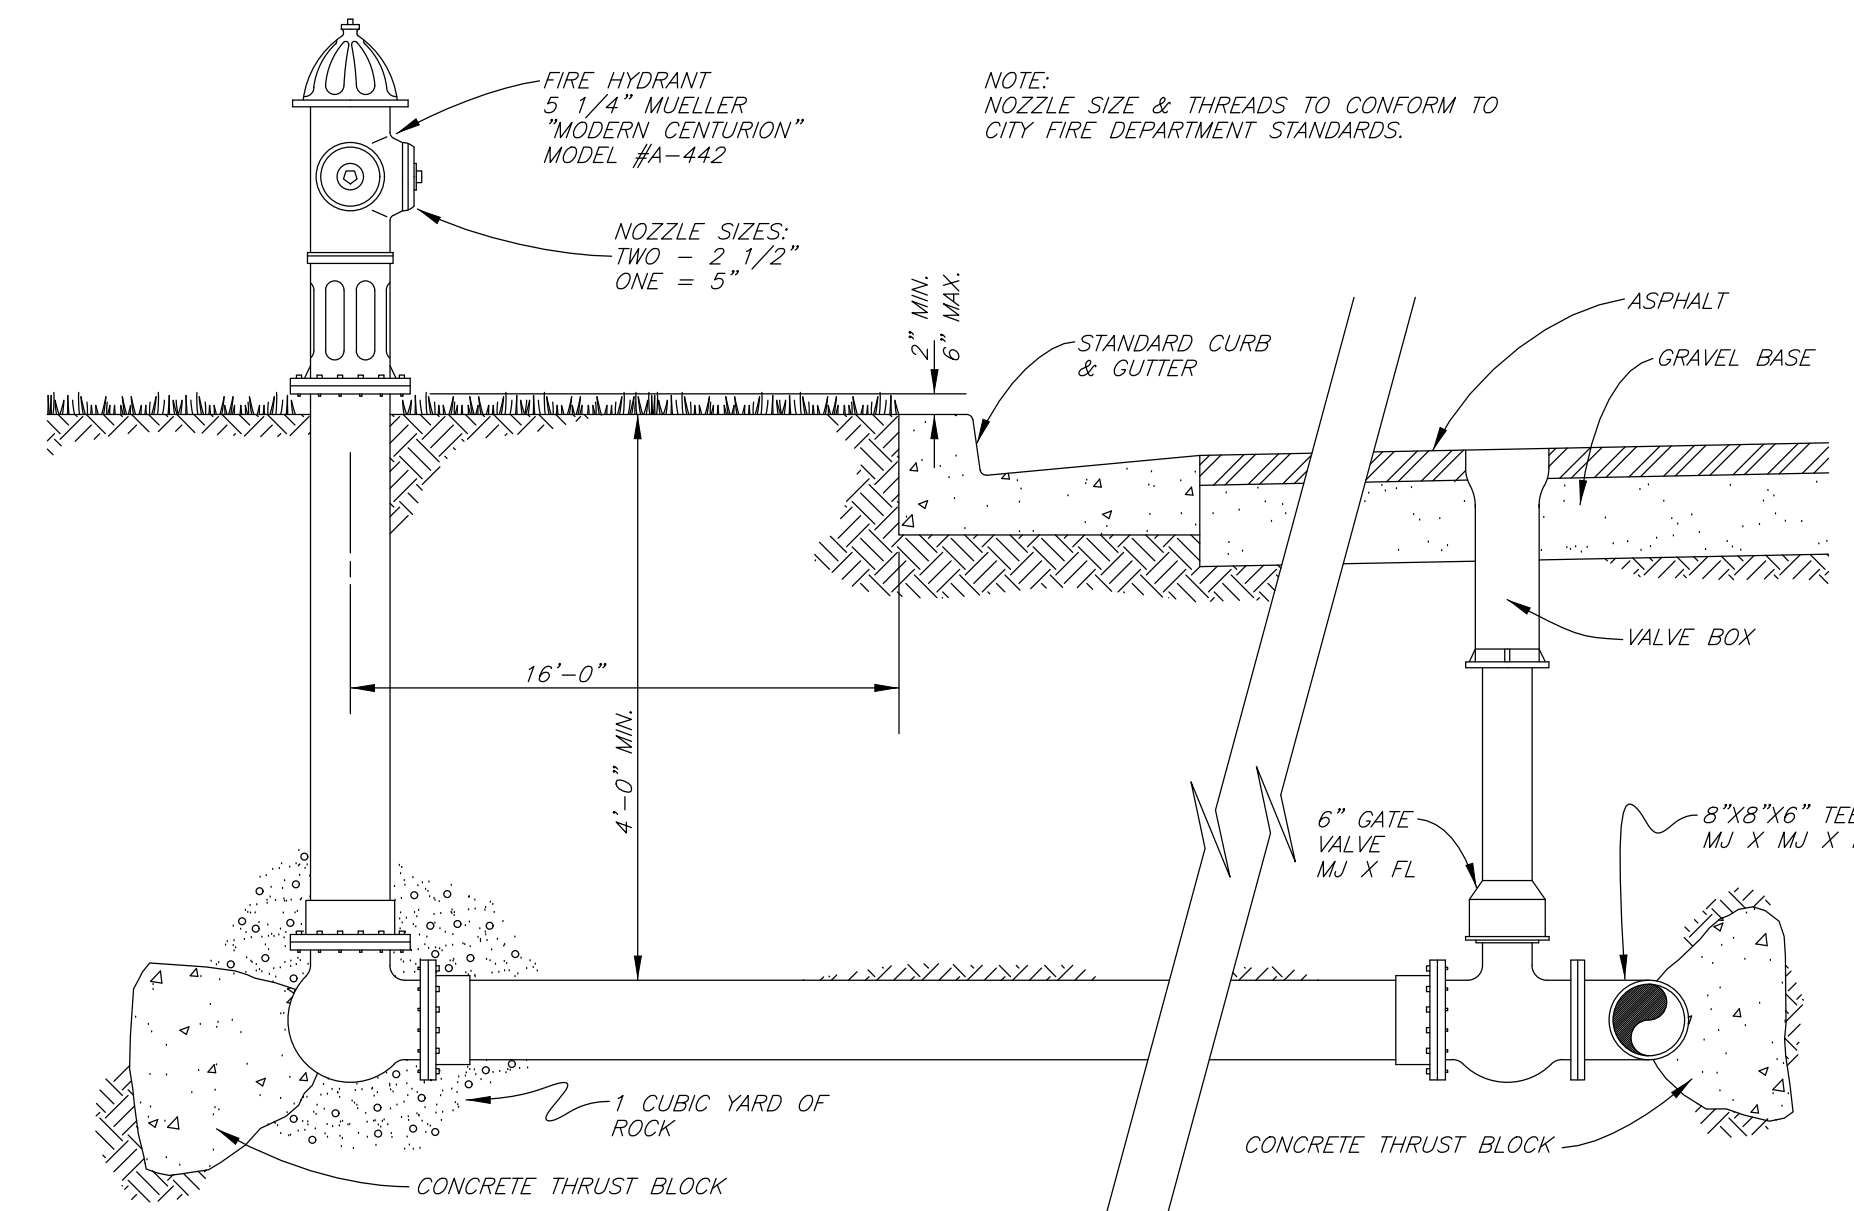 FIRE HYDRANT
5 1/4" MUELLER
"MODERN CENTURION"
MODEL #A-442
NOTE:
NOZZLE SIZE & THREADS TO CONFORM TO
CITY FIRE DEPARTMENT STANDARDS.
NOZZLE SIZES:
TWO - 2 1/2"
ONE = 5"
2" MIN.
6" MAX.
STANDARD CURB
& GUTTER
ASPHALT
GRAVEL BASE
VALVE BOX
16'-0"
4'-0" MIN.
6" GATE
VALVE
MJ X FL
8"X8"X6" TEE
MJ X MJ X
1 CUBIC YARD OF
ROCK
CONCRETE THRUST BLOCK
CONCRETE THRUST BLOCK